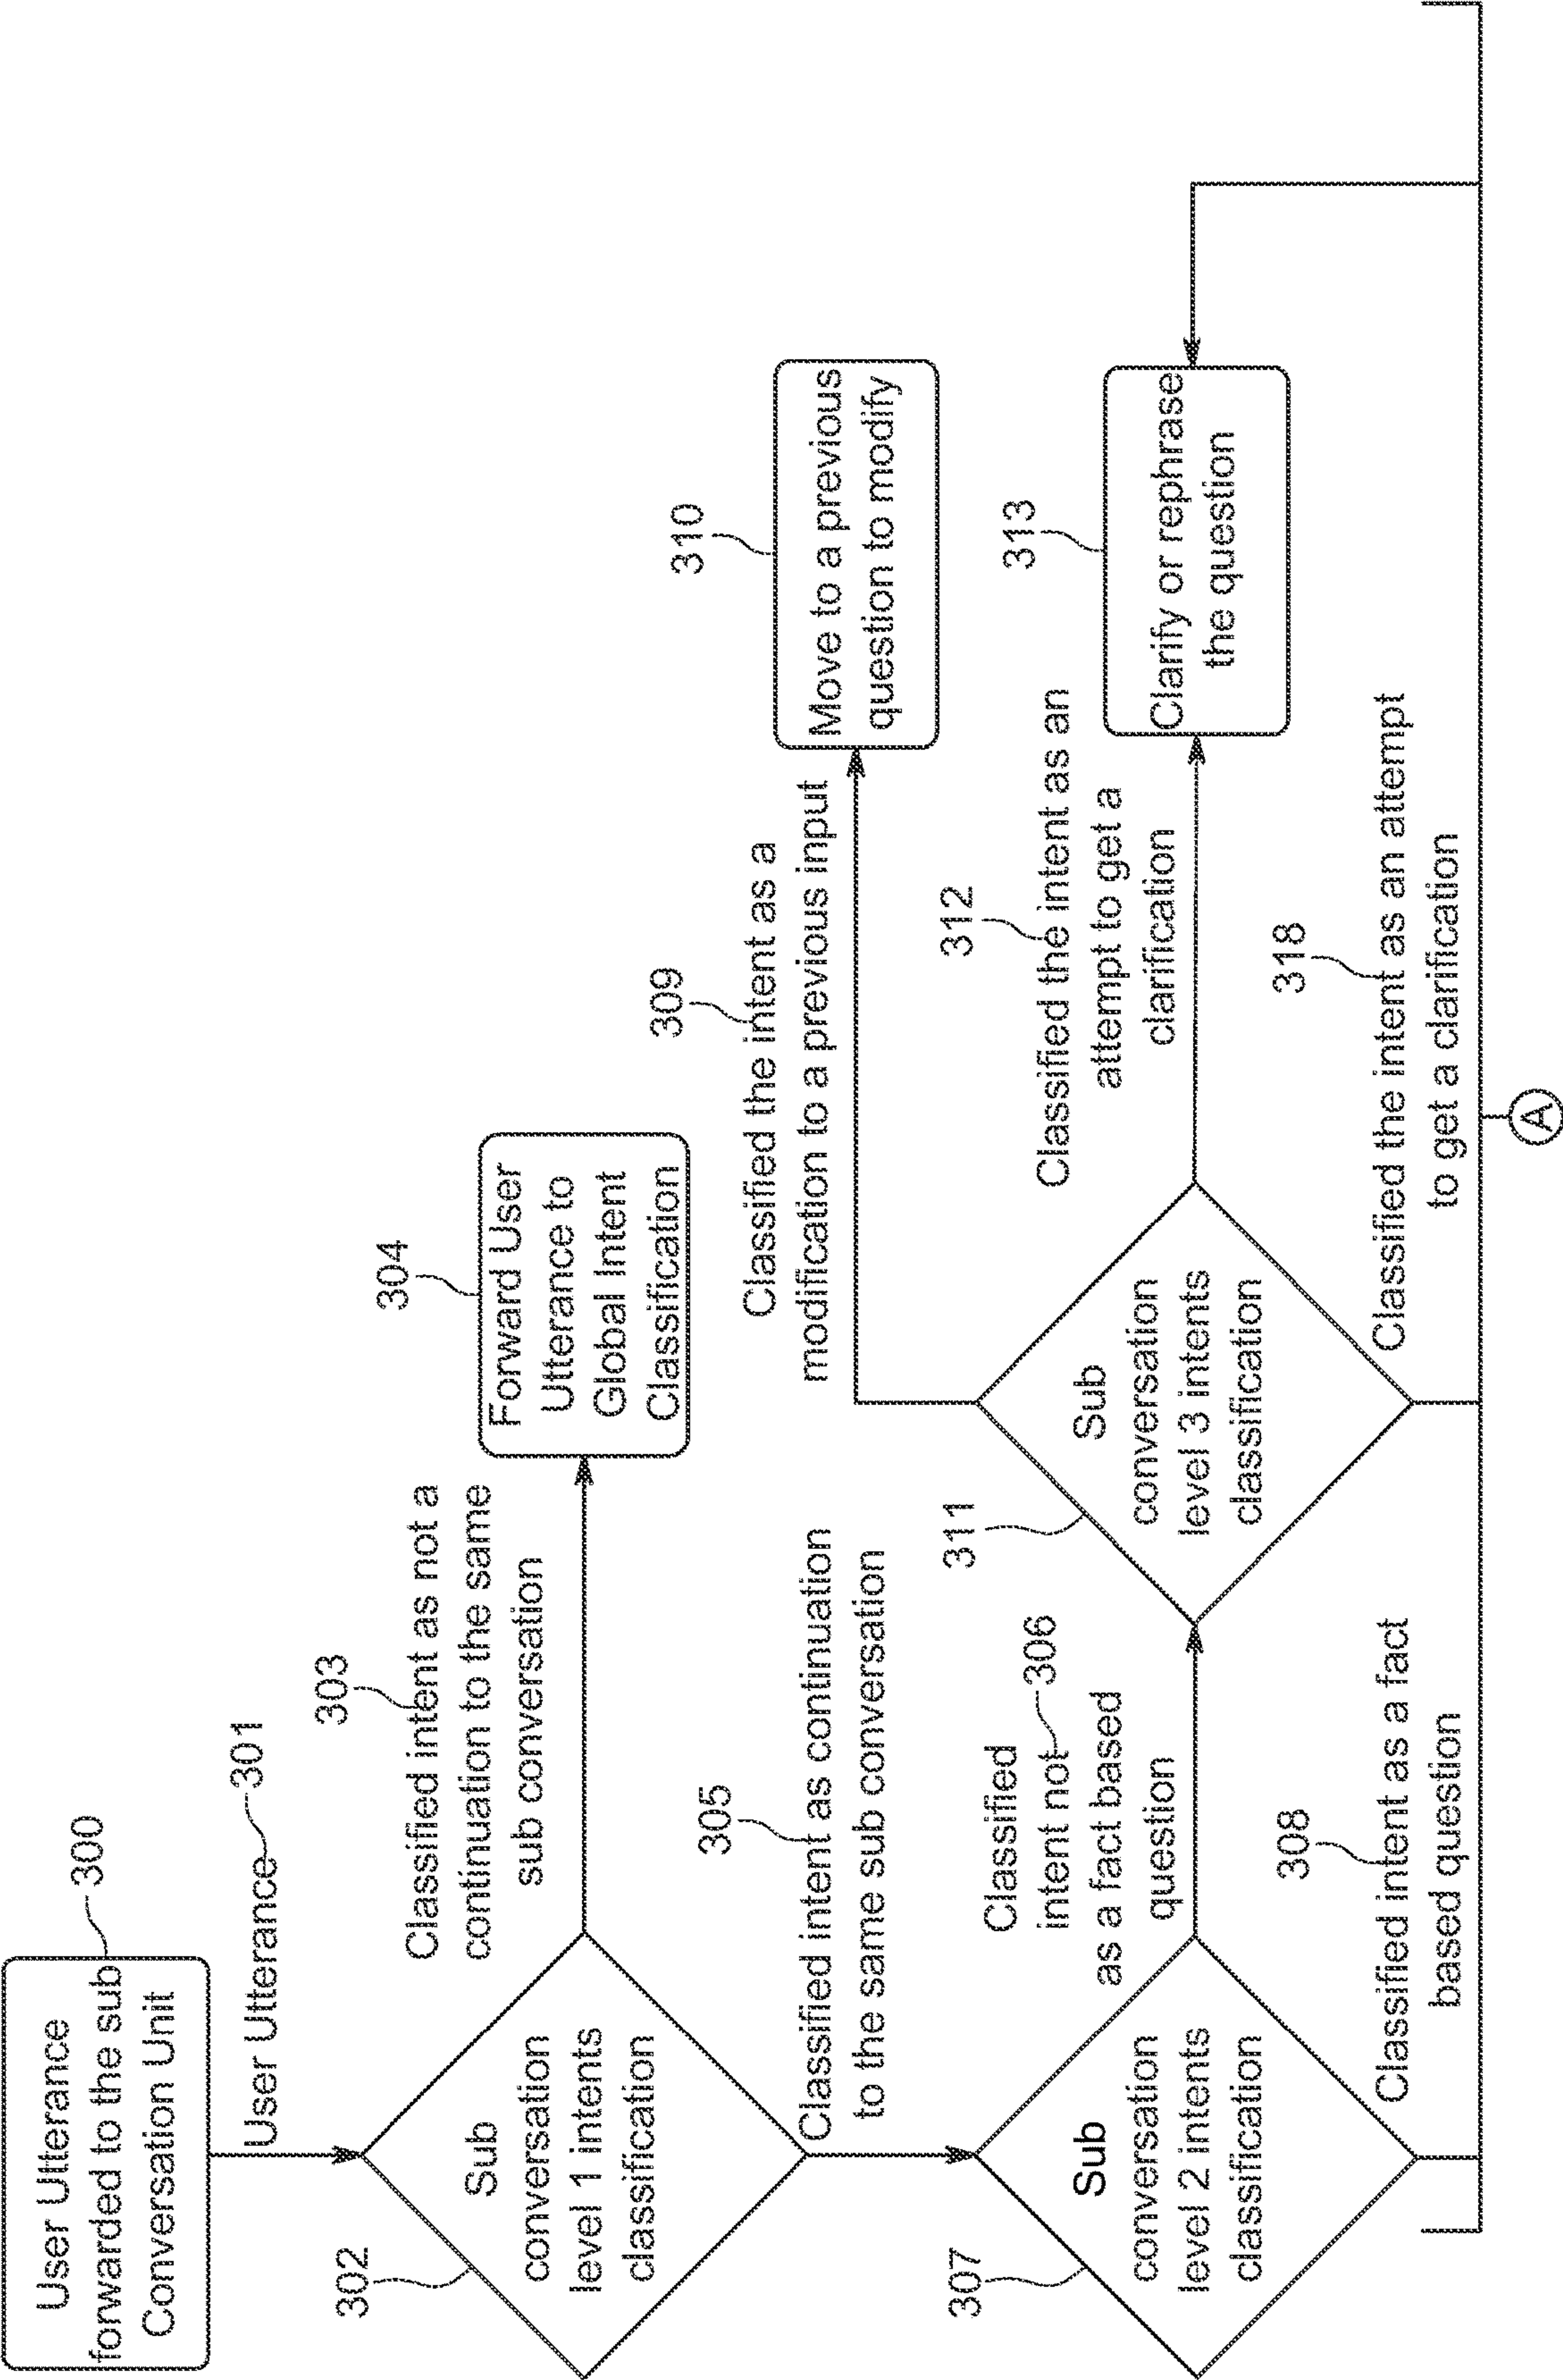 User Utterance
forwarded to the sub
Conversation Unit
300
User Utterance
301
302
Sub
conversation
level 1 intents
classification
303
Classified intent as not a
continuation to the same
sub conversation
304
Forward User
Utterance to
Global Intent
Classification
305
Classified intent as continuation
to the same sub conversation
307
Sub
conversation
level 2 intents
classification
Classified
intent not
as a fact based
question
306
308
Classified intent as a fact
based question
311
Sub
conversation
level 3 intents
classification
309
Classified the intent as a
modification to a previous input
310
Move to a previous
question to modify
312
Classified the intent as an
attempt to get a
clarification
313
Clarify or rephrase
the question
318
Classified the intent as an attempt
to get a clarification
A